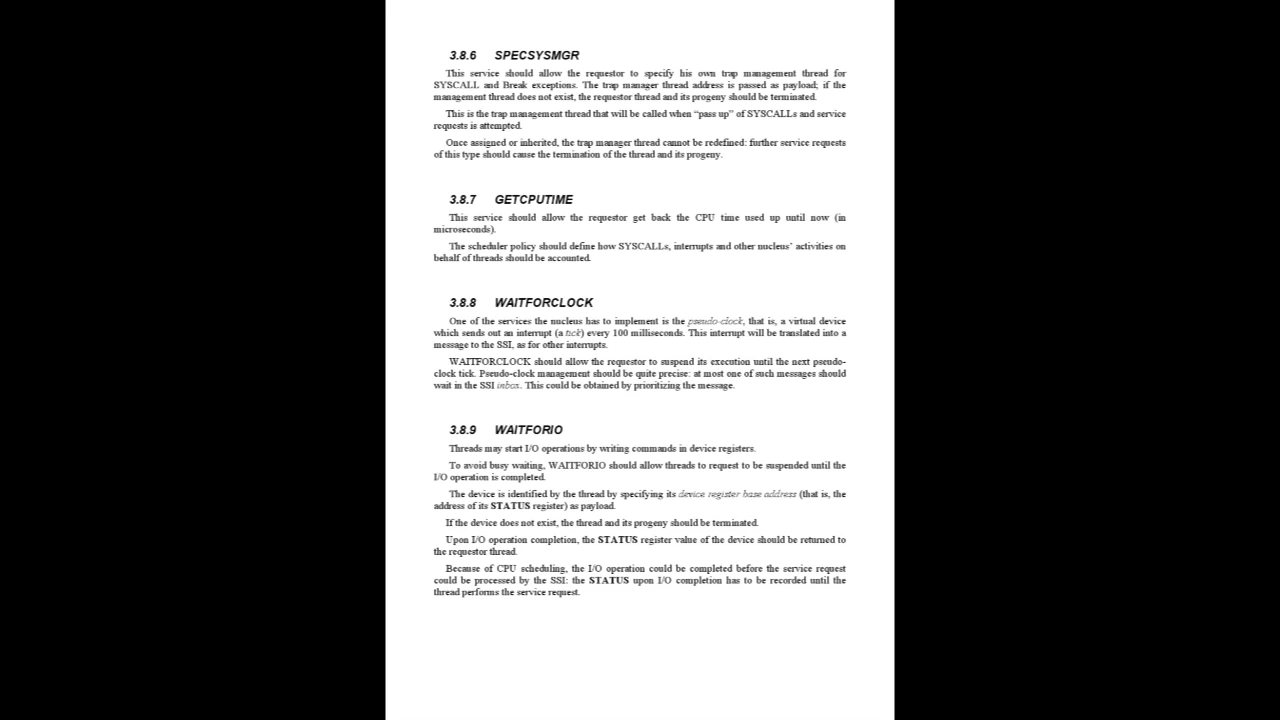 3.8.6 SPECSYSMGR
This service should allow the requestor to specify his own trap management thread for
SYSCALL and Break exceptions. The trap manager thread address is passed as payload; if the
management thread does not exist, the requestor thread and its progeny should be terminated.
This is the trap management thread that will be called when “pass up” of SYSCALLs and service
requests is attempted.
Once assigned or inherited, the trap manager thread cannot be redefined: further service requests
of this type should cause the termination of the thread and its progeny.
3.8.7 GETCPUTIME
This service should allow the requestor get back the CPU time used up until now (in
microseconds).
The scheduler policy should define how SYSCALLs, interrupts and other nucleus’ activities on
behalf of threads should be accounted.
3.8.8 WAITFORCLOCK
One of the services the nucleus has to implement is the pseudo-clock, that is, a virtual device
which sends out an interrupt (a tick) every 100 milliseconds. This interrupt will be translated into a
message to the SSI, as for other interrupts.
WAITFORCLOCK should allow the requestor to suspend its execution until the next pseudo-
clock tick. Pseudo-clock management should be quite precise: at most one of such messages should
wait in the SSI inbox. This could be obtained by prioritizing the message.
3.8.9 WAITFORIO
Threads may start I/O operations by writing commands in device registers.
To avoid busy waiting, WAITFORIO should allow threads to request to be suspended until the
I/O operation is completed.
The device is identified by the thread by specifying its device register base address (that is, the
address of its STATUS register) as payload.
If the device does not exist, the thread and its progeny should be terminated.
Upon I/O operation completion, the STATUS register value of the device should be returned to
the requestor thread.
Because of CPU scheduling, the I/O operation could be completed before the service request
could be processed by the SSI: the STATUS upon I/O completion has to be recorded until the
thread performs the service request.